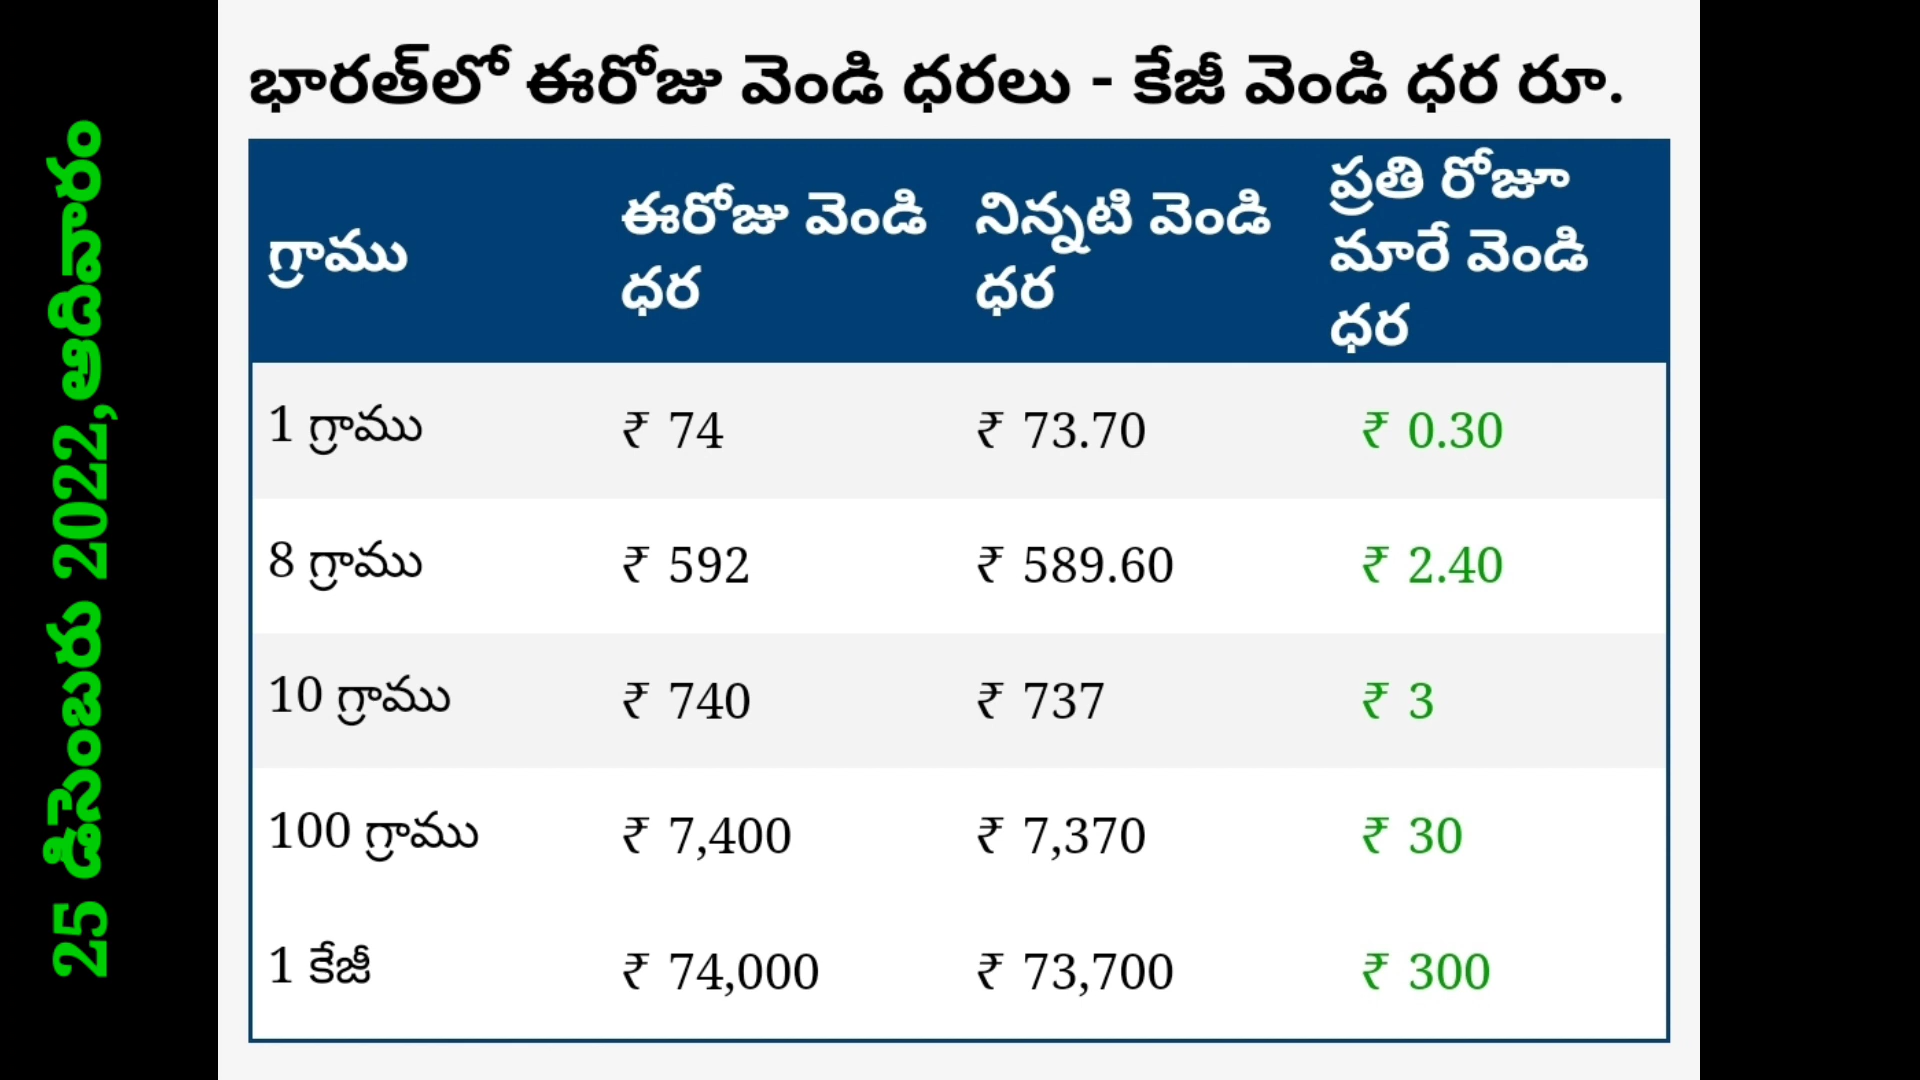 25 డిసెంబరు 2022,ఆదివారం
భారత్‌లో ఈరోజు వెండి ధరలు - కేజీ వెండి ధర రూ.
గ్రాము ఈరోజు వెండి ధర నిన్నటి వెండి ధర ప్రతి రోజూ మారే వెండి ధర
1 గ్రాము ₹ 74 ₹ 73.70 ₹ 0.30
8 గ్రాము ₹ 592 ₹ 589.60 ₹ 2.40
10 గ్రాము ₹ 740 ₹ 737 ₹ 3
100 గ్రాము ₹ 7,400 ₹ 7,370 ₹ 30
1 కేజీ ₹ 74,000 ₹ 73,700 ₹ 300